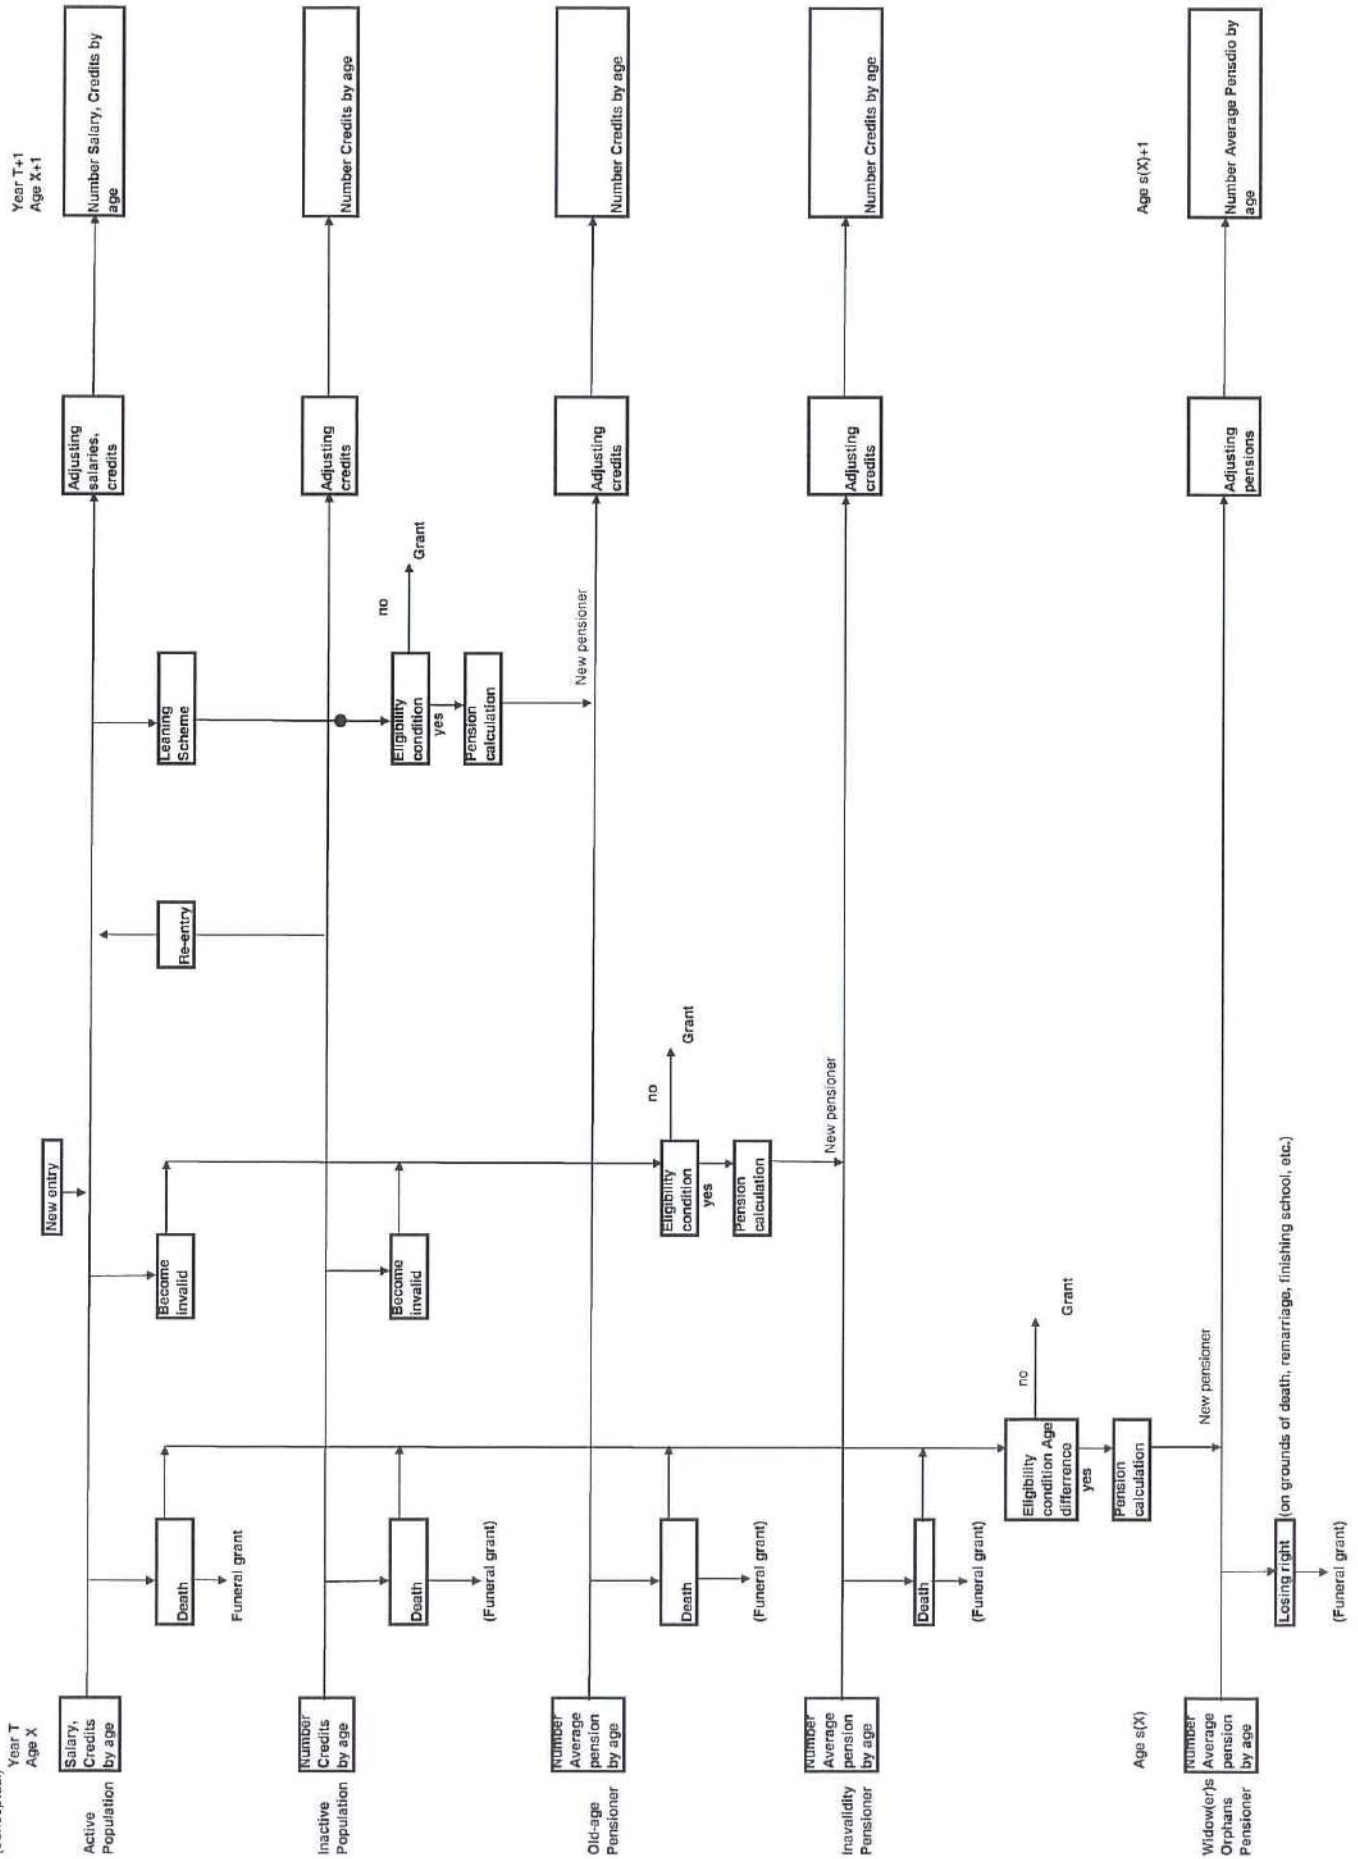 Year T
Age X
Year T+1
Age X+1
Active
Population
Salary,
Credits
by age
Death
Funeral grant
Become
invalid
New entry
Re-entry
Leaning
Scheme
Adjusting
salaries,
credits
Number Salary, Credits by
age
Inactive
Population
Number
Credits
by age
Death
(Funeral grant)
Become
invalid
Eligibility
condition
no
Grant
yes
Pension
calculation
New pensioner
Adjusting
credits
Number Credits by age
Old-age
Pensioner
Number
Average
pension
by age
Death
(Funeral grant)
Eligibility
condition
no
Grant
yes
Pension
calculation
New pensioner
Adjusting
credits
Number Credits by age
Inavalidity
Pensioner
Number
Average
pension
by age
Death
(Funeral grant)
Eligibility
condition Age
differrence
no
Grant
yes
Pension
calculation
New pensioner
Adjusting
credits
Number Credits by age
Age s(X)
Age s(X)+1
Widow(er)s
Orphans
Pensioner
Number
Average
pension
by age
Losing right
(on grounds of death, remarriage, finishing school, etc.)
(Funeral grant)
Adjusting
pensions
Number Average Pensdio by
age